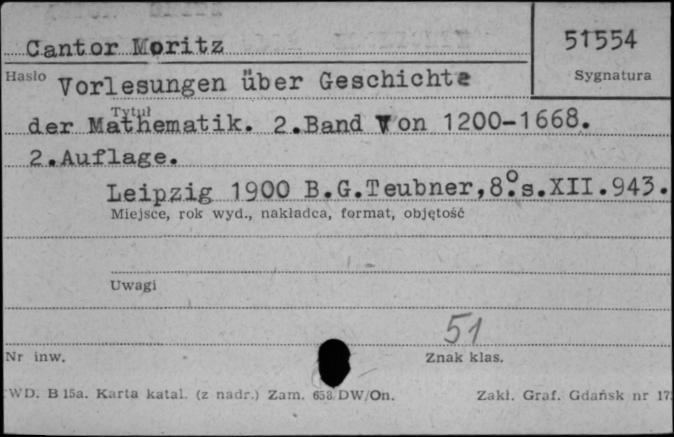 Cantor Moritz
51554
Hasło
Sygnatura
Vorlesungen über Geschichte
Tytuł
der Mathematik. 2.Band Von 1200-1668.
2.Auflage.
Leipzig 1900 B.G.Teubner,8°s.XII.943.
Miejsce, rok wyd., nakładca, format, objętość
Uwagi
51
Nr inw.
Znak klas.
WD. B 15a. Karta katal. (z nadr.) Zam. 658/DW/On.
Zakł. Graf. Gdańsk nr 17